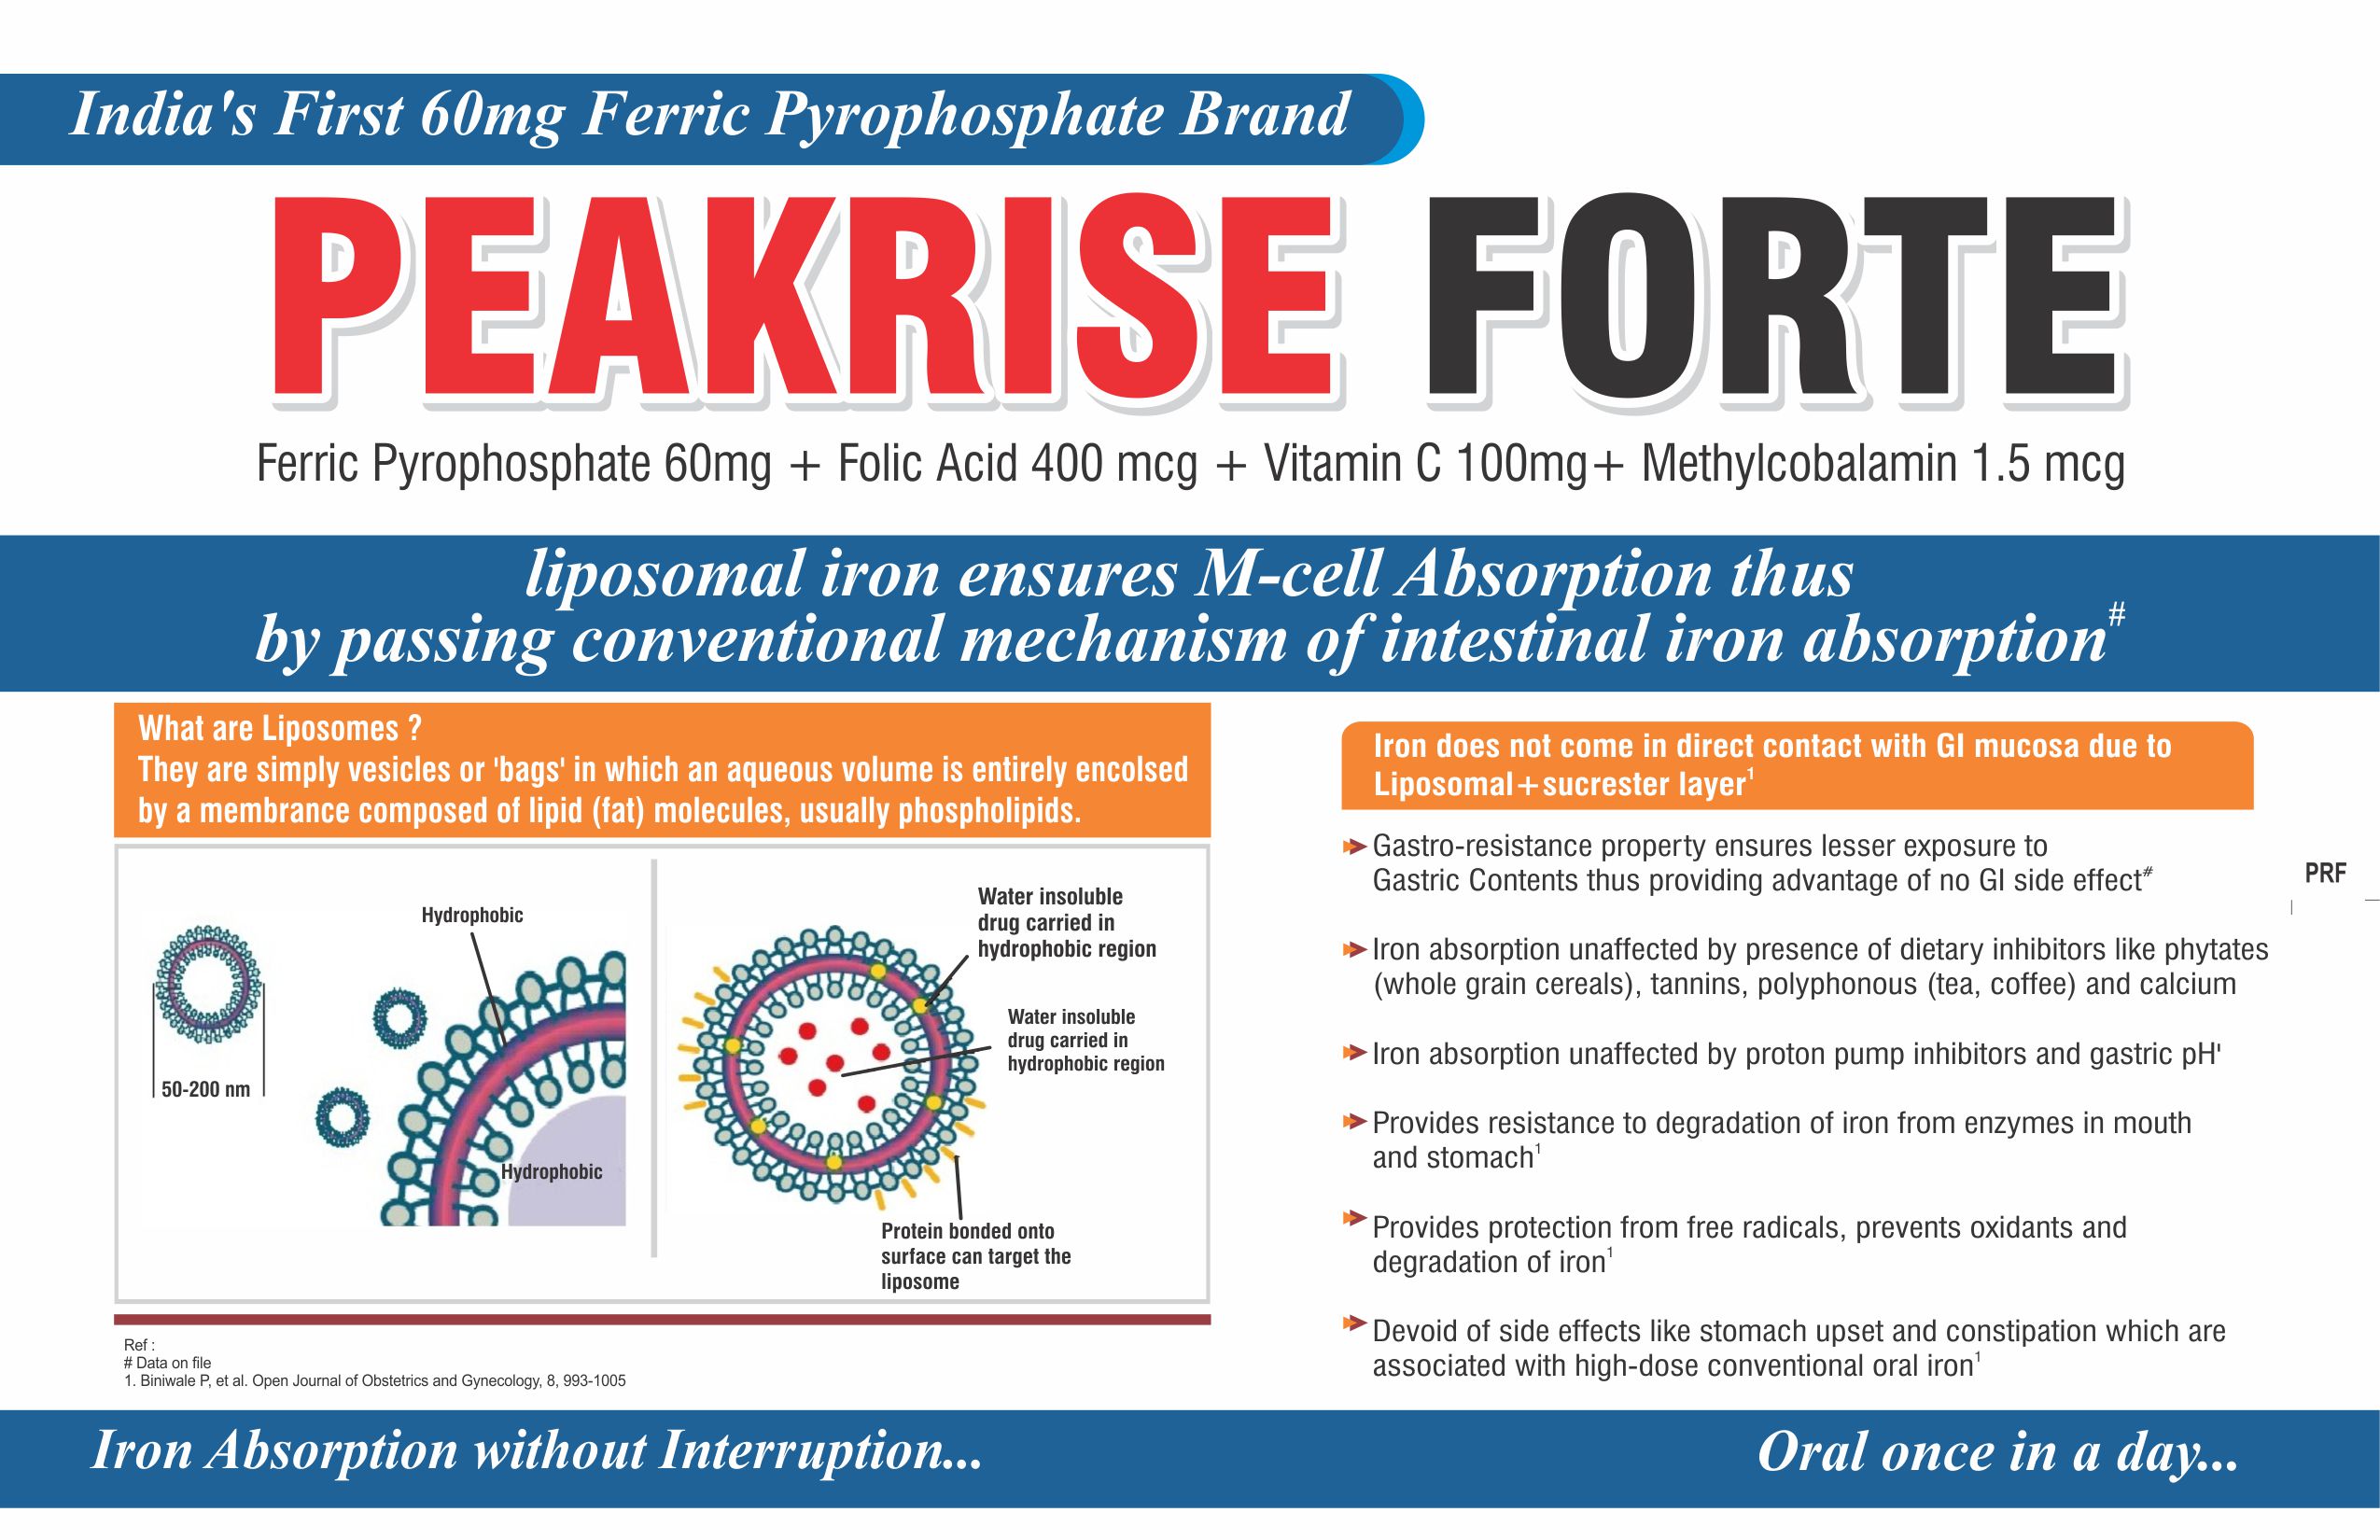 India's First 60mg Ferric Pyrophosphate Brand
PEAKRISE FORTE
Ferric Pyrophosphate 60mg + Folic Acid 400 mcg + Vitamin C 100mg+ Methylcobalamin 1.5 mcg
liposomal iron ensures M-cell Absorption thus
by passing conventional mechanism of intestinal iron absorption#
What are Liposomes ?
They are simply vesicles or 'bags' in which an aqueous volume is entirely encolsed
by a membrance composed of lipid (fat) molecules, usually phospholipids.
50-200 nm
Hydrophobic
Hydrophobic
Water insoluble
drug carried in
hydrophobic region
Water insoluble
drug carried in
hydrophobic region
Protein bonded onto
surface can target the
liposome
Ref :
# Data on file
1. Biniwale P, et al. Open Journal of Obstetrics and Gynecology, 8, 993-1005
Iron does not come in direct contact with GI mucosa due to
Liposomal+sucrester layer1
Gastro-resistance property ensures lesser exposure to
Gastric Contents thus providing advantage of no GI side effect#
Iron absorption unaffected by presence of dietary inhibitors like phytates
(whole grain cereals), tannins, polyphonous (tea, coffee) and calcium
Iron absorption unaffected by proton pump inhibitors and gastric pH'
Provides resistance to degradation of iron from enzymes in mouth
and stomach1
Provides protection from free radicals, prevents oxidants and
degradation of iron1
Devoid of side effects like stomach upset and constipation which are
associated with high-dose conventional oral iron1
PRF
Iron Absorption without Interruption...
Oral once in a day...